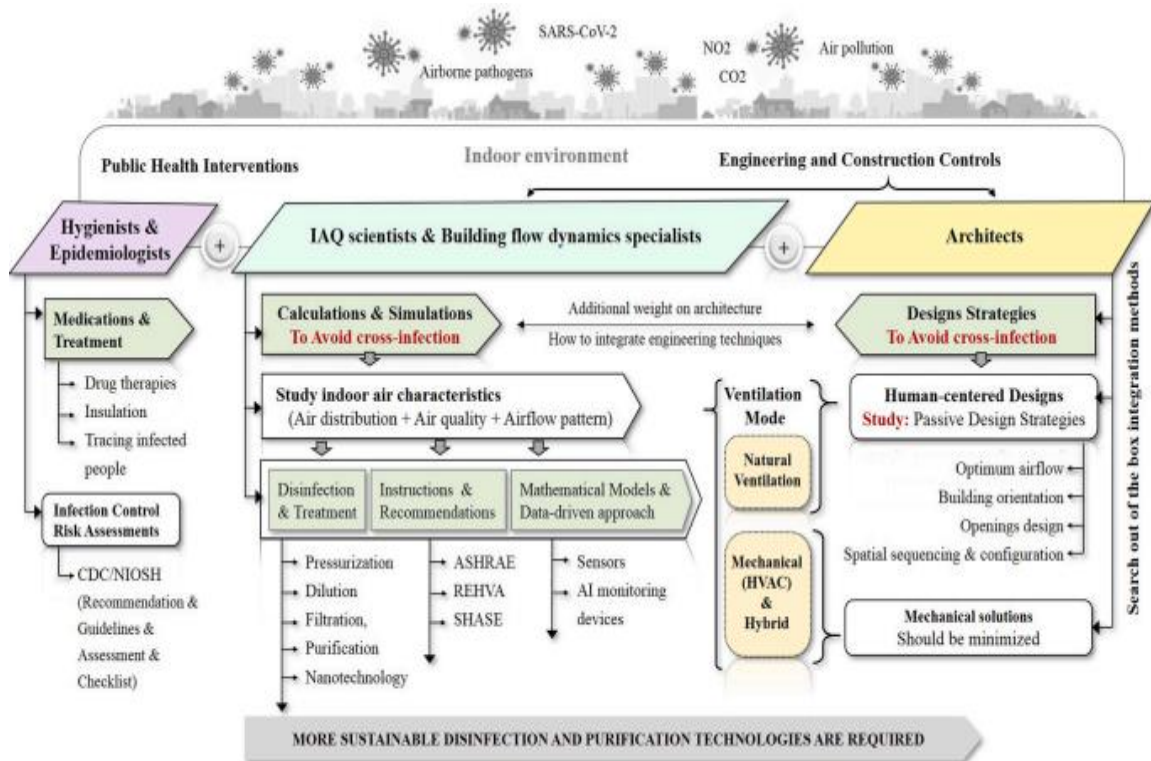 SARS-CoV-2
NO2
Air pollution
Airborne pathogens
CO2
Indoor environment
Public Health Interventions
Engineering and Construction Controls
Hygienists &
Epidemiologists
+
IAQ scientists & Building flow dynamics specialists
+
Architects
Medications &
Treatment
Drug therapies
Insulation
Tracing infected
people
Infection Control
Risk Assessments
CDC/NIOSH
(Recommendation &
Guidelines &
Assessment &
Checklist)
Calculations & Simulations
To Avoid cross-infection
Additional weight on architecture
How to integrate engineering techniques
Designs Strategies
To Avoid cross-infection
Study indoor air characteristics
(Air distribution + Air quality + Airflow pattern)
Disinfection
& Treatment
Instructions &
Recommendations
Mathematical Models &
Data-driven approach
Pressurization
Dilution
Filtration,
Purification
Nanotechnology
ASHRAE
REHVA
SHASE
Sensors
AI monitoring
devices
Ventilation
Mode
Natural
Ventilation
Mechanical
(HVAC)
&
Hybrid
Human-centered Designs
Study: Passive Design Strategies
Optimum airflow
Building orientation
Openings design
Spatial sequencing & configuration
Mechanical solutions
Should be minimized
Search out of the box integration methods
MORE SUSTAINABLE DISINFECTION AND PURIFICATION TECHNOLOGIES ARE REQUIRED